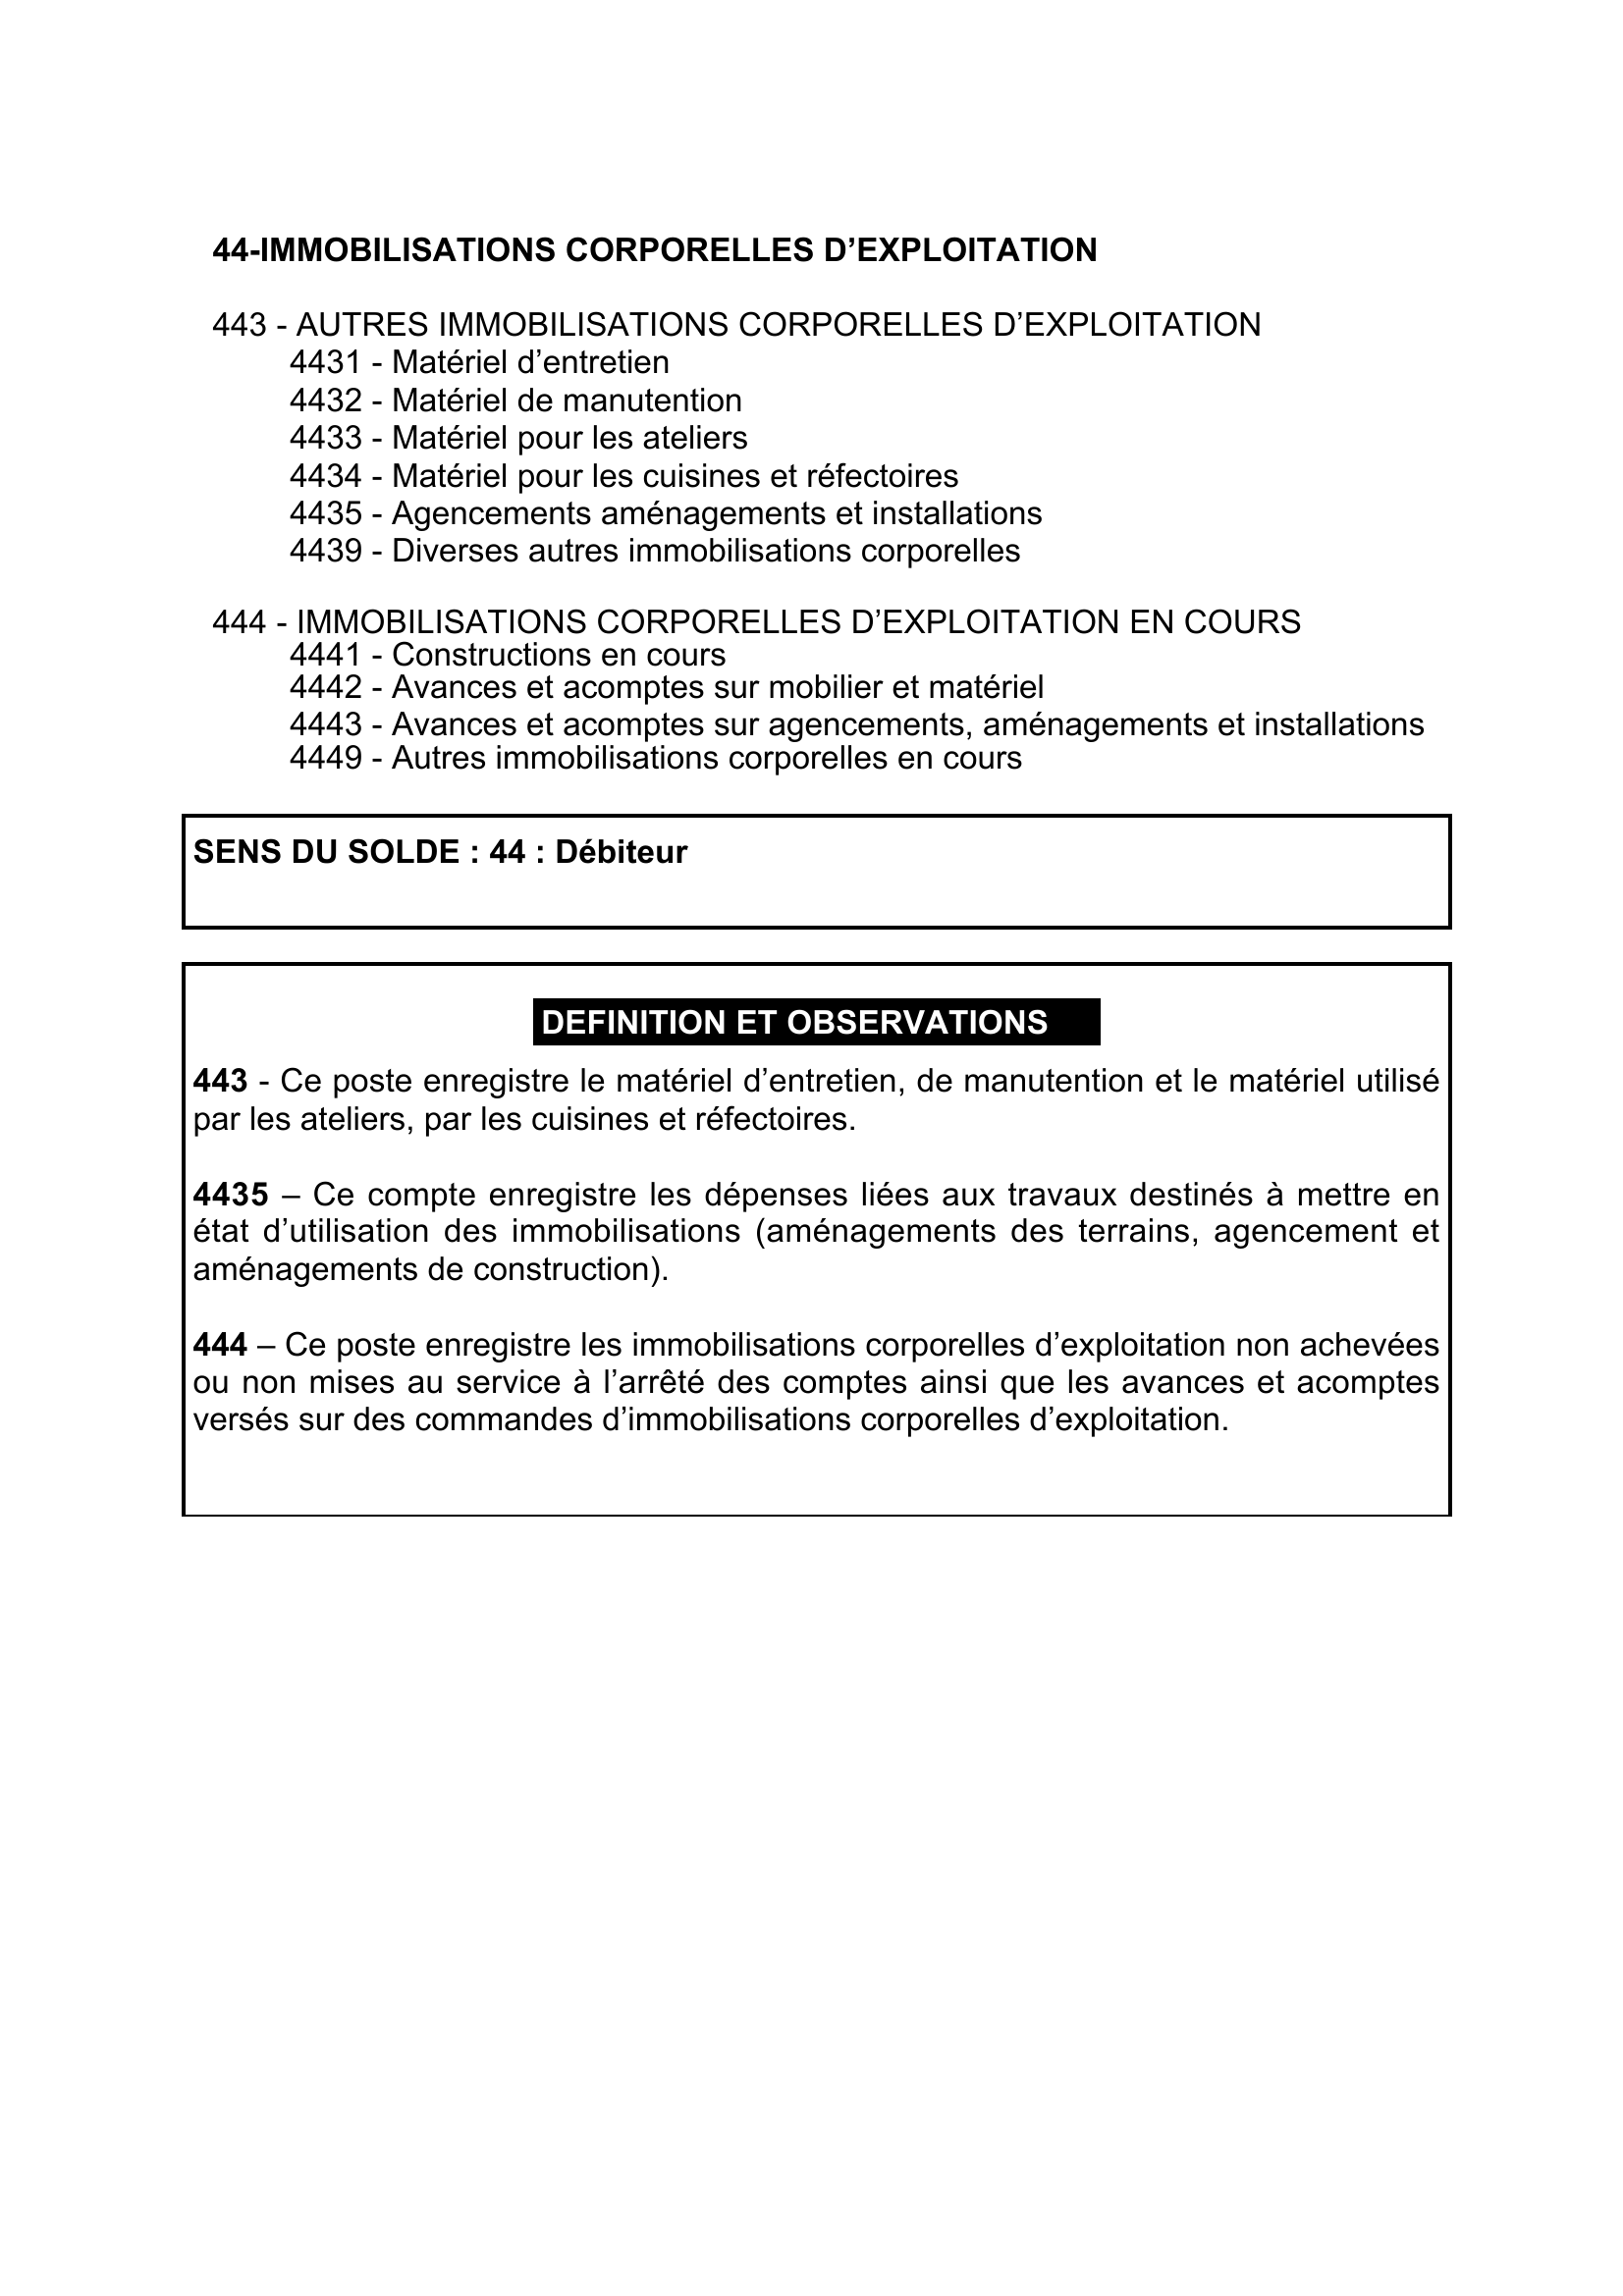 44-IMMOBILISATIONS CORPORELLES D’EXPLOITATION
443 - AUTRES IMMOBILISATIONS CORPORELLES D’EXPLOITATION
4431 - Matériel d’entretien
4432 - Matériel de manutention
4433 - Matériel pour les ateliers
4434 - Matériel pour les cuisines et réfectoires
4435 - Agencements aménagements et installations
4439 - Diverses autres immobilisations corporelles
444 - IMMOBILISATIONS CORPORELLES D’EXPLOITATION EN COURS
4441 - Constructions en cours
4442 - Avances et acomptes sur mobilier et matériel
4443 - Avances et acomptes sur agencements, aménagements et installations
4449 - Autres immobilisations corporelles en cours
SENS DU SOLDE : 44 : Débiteur
DEFINITION ET OBSERVATIONS
443 - Ce poste enregistre le matériel d’entretien, de manutention et le matériel utilisé
par les ateliers, par les cuisines et réfectoires.
4435 – Ce compte enregistre les dépenses liées aux travaux destinés à mettre en
état d’utilisation des immobilisations (aménagements des terrains, agencement et
aménagements de construction).
444 – Ce poste enregistre les immobilisations corporelles d’exploitation non achevées
ou non mises au service à l’arrêté des comptes ainsi que les avances et acomptes
versés sur des commandes d’immobilisations corporelles d’exploitation.